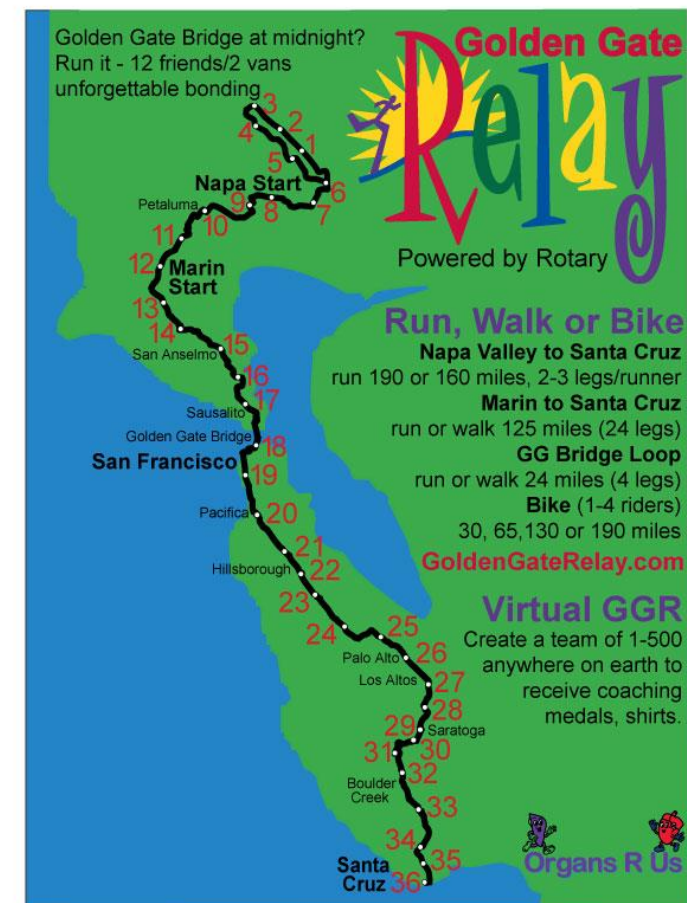 Golden Gate Bridge at midnight?
Run it - 12 friends/2 vans
unforgettable bonding
Golden Gate
Relay
Powered by Rotary
3
2
4
1
5
Napa Start
6
Petaluma
9
8
7
10
11
12
Marin
Start
13
14
San Anselmo
15
16
17
Sausalito
Golden Gate Bridge
18
San Francisco
19
Pacifica
20
21
Hillsborough
22
23
24
25
Palo Alto
26
Los Altos
27
28
29
Saratoga
30
31
32
Boulder
Creek
33
34
35
Santa
Cruz
36
Run, Walk or Bike
Napa Valley to Santa Cruz
run 190 or 160 miles, 2-3 legs/runner
Marin to Santa Cruz
run or walk 125 miles (24 legs)
GG Bridge Loop
run or walk 24 miles (4 legs)
Bike (1-4 riders)
30, 65,130 or 190 miles
GoldenGateRelay.com
Virtual GGR
Create a team of 1-500
anywhere on earth to
receive coaching
medals, shirts.
Organs R Us